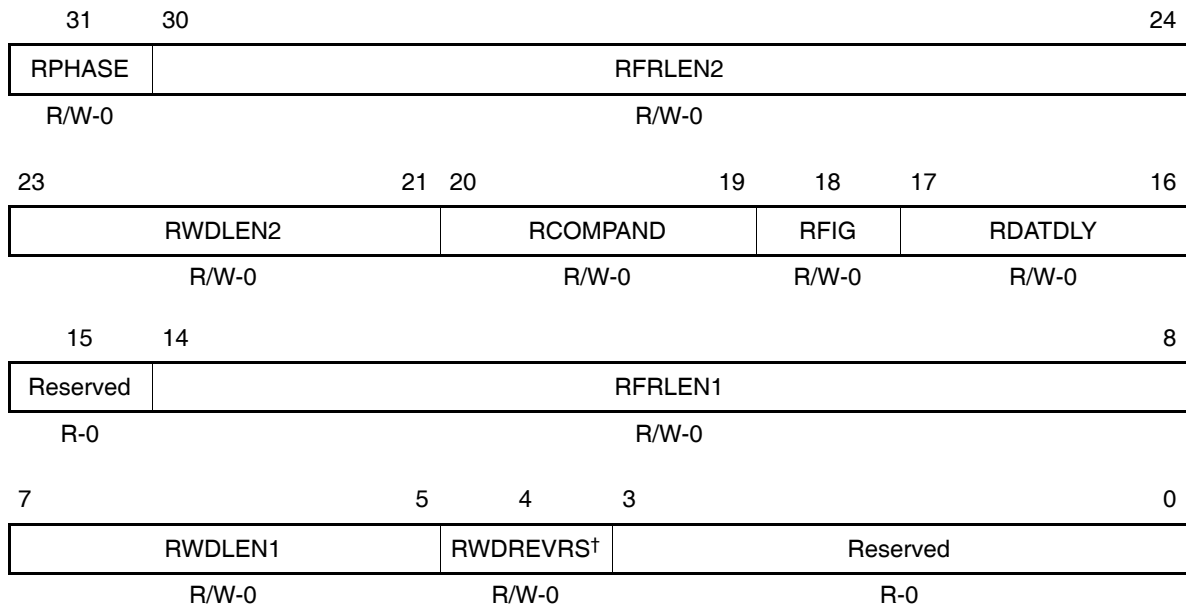 31 30 24
RPHASE RFRLEN2
R/W-0 R/W-0
23 21 20 19 18 17 16
RWDLEN2 RCOMPAND RFIG RDATDLY
R/W-0 R/W-0 R/W-0 R/W-0
15 14 8
Reserved RFRLEN1
R-0 R/W-0
7 5 4 3 0
RWDLEN1 RWDREVRS† Reserved
R/W-0 R/W-0 R-0